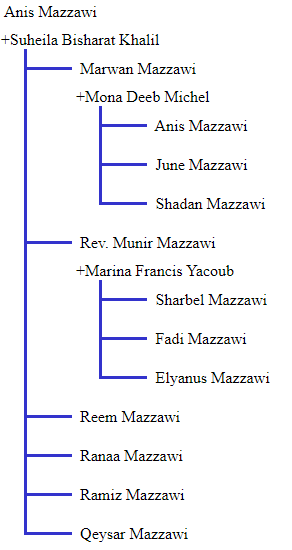 Anis Mazzawi
+Suheila Bisharat Khalil
Marwan Mazzawi
+Mona Deeb Michel
Anis Mazzawi
June Mazzawi
Shadan Mazzawi
Rev. Munir Mazzawi
+Marina Francis Yacoub
Sharbel Mazzawi
Fadi Mazzawi
Elyanus Mazzawi
Reem Mazzawi
Ranaa Mazzawi
Ramiz Mazzawi
Qeysar Mazzawi